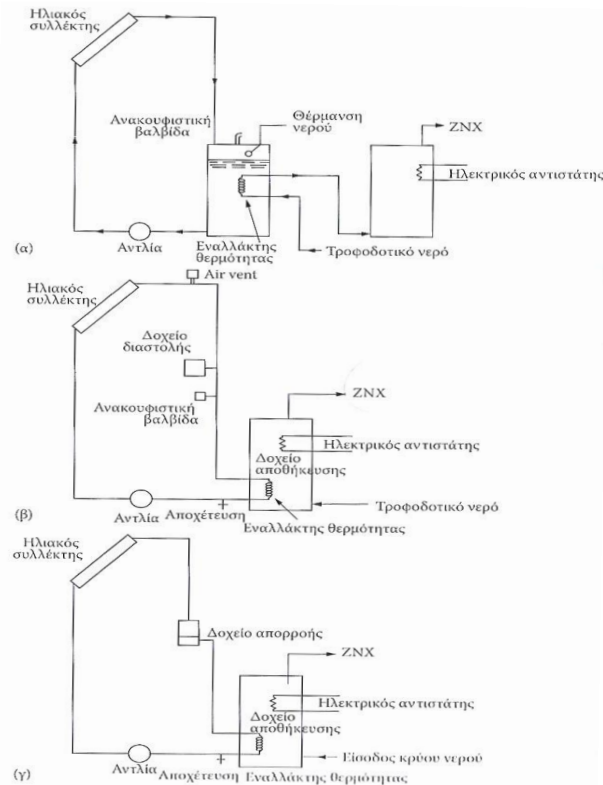 Ηλιακός
συλλέκτης
Ανακουφιστική
βαλβίδα
Θέρμανση
νερού
ΖΝΧ
Ηλεκτρικός αντιστάτης
Τροφοδοτικό νερό
Εναλλάκτης
θερμότητας
Αντλία
(α)
Ηλιακός
συλλέκτης
Air vent
Δοχείο
διαστολής
Ανακουφιστική
βαλβίδα
ΖΝΧ
Ηλεκτρικός αντιστάτης
Δοχείο
αποθήκευσης
Τροφοδοτικό νερό
Αντλία
Αποχέτευση
Εναλλάκτης θερμότητας
(β)
Ηλιακός
συλλέκτης
Δοχείο απορροής
ΖΝΧ
Ηλεκτρικός αντιστάτης
Δοχείο
αποθήκευσης
Είσοδος κρύου νερού
Αντλία
Αποχέτευση
Εναλλάκτης θερμότητας
(γ)